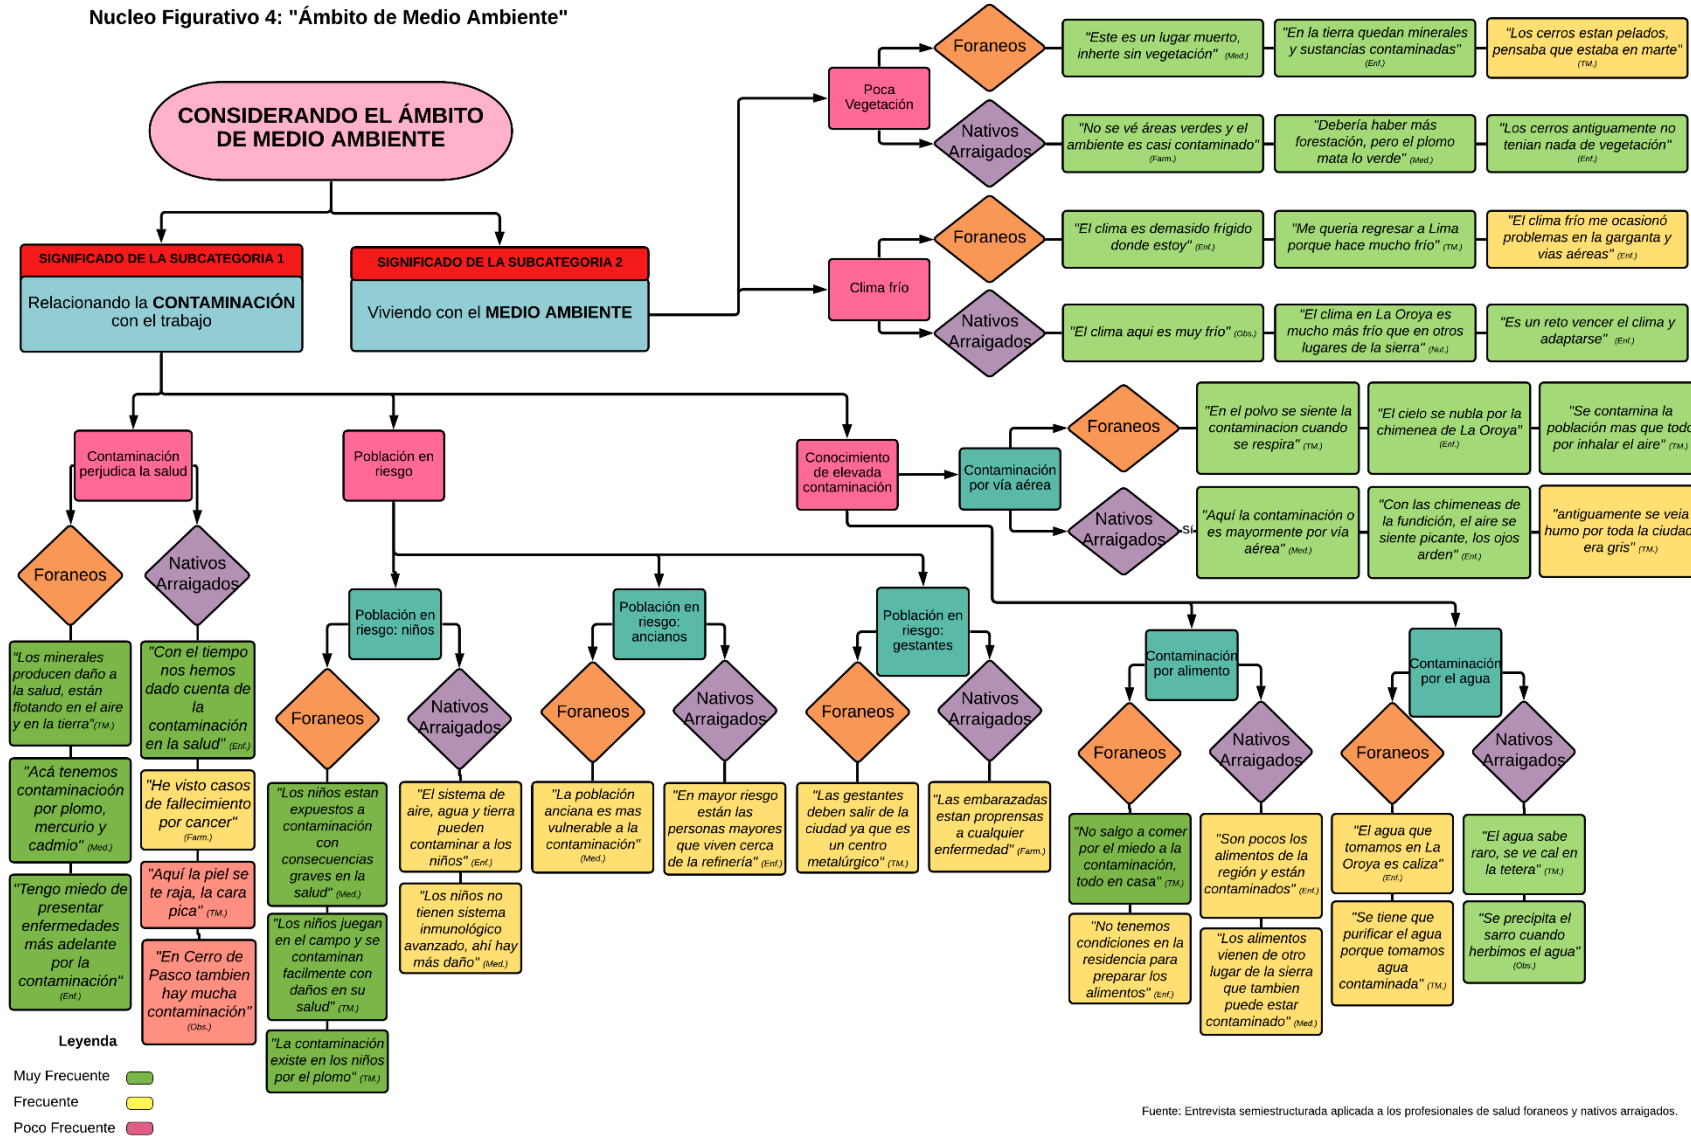 Nucleo Figurativo 4: "Ámbito de Medio Ambiente"
CONSIDERANDO EL ÁMBITO
DE MEDIO AMBIENTE
SIGNIFICADO DE LA SUBCATEGORIA 1
Relacionando la CONTAMINACIÓN
con el trabajo
SIGNIFICADO DE LA SUBCATEGORIA 2
Viviendo con el MEDIO AMBIENTE
Poca
Vegetación
Foraneos
"Este es un lugar muerto,
inherte sin vegetación" (Med.)
"En la tierra quedan minerales
y sustancias contaminadas"
(Enf.)
"Los cerros estan pelados,
pensaba que estaba en marte"
(TM.)
Nativos
Arraigados
"No se vé áreas verdes y el
ambiente es casi contaminado"
(Farm.)
"Debería haber más
forestación, pero el plomo
mata lo verde" (Med.)
"Los cerros antiguamente no
tenian nada de vegetación"
(Enf.)
Clima frío
Foraneos
"El clima es demasido frígido
donde estoy" (Enf.)
"Me queria regresar a Lima
porque hace mucho frío" (TM.)
"El clima frío me ocasionó
problemas en la garganta y
vias aéreas" (Enf.)
Nativos
Arraigados
"El clima aqui es muy frío" (Obs.)
"El clima en La Oroya es
mucho más frío que en otros
lugares de la sierra" (Nut.)
"Es un reto vencer el clima y
adaptarse" (Enf.)
Contaminación
perjudica la salud
Población en
riesgo
Conocimiento
de elevada
contaminación
Contaminación
por vía aérea
Foraneos
"En el polvo se siente la
contaminacion cuando
se respira" (TM.)
"El cielo se nubla por la
chimenea de La Oroya"
(Enf.)
"Se contamina la
población mas que todo
por inhalar el aire" (TM.)
Nativos
Arraigados
Sí
"Aquí la contaminación o
es mayormente por vía
aérea" (Med.)
"Con las chimeneas de
la fundición, el aire se
siente picante, los ojos
arden" (Enf.)
"antiguamente se veia
humo por toda la ciudad
era gris" (TM.)
Foraneos
"Los minerales
producen daño a
la salud, están
flotando en el aire
y en la tierra"(TM.)
"Acá tenemos
contaminacióon
por plomo,
mercurio y
cadmio" (Med.)
"Tengo miedo de
presentar
enfermedades
más adelante
por la
contaminación"
(Enf.)
Nativos
Arraigados
"Con el tiempo
nos hemos
dado cuenta de
la
contaminación
en la salud" (Enf.)
"He visto casos
de fallecimiento
por cancer"
(Farm.)
"Aquí la piel se
te raja, la cara
pica" (TM.)
"En Cerro de
Pasco tambien
hay mucha
contaminación"
(Obs.)
Población en
riesgo: niños
Foraneos
"Los niños estan
expuestos a
contaminación
con
consecuencias
graves en la
salud" (Med.)
"Los niños juegan
en el campo y se
contaminan
facilmente con
daños en su
salud" (TM.)
"La contaminación
existe en los niños
por el plomo" (TM.)
Nativos
Arraigados
"El sistema de
aire, agua y tierra
pueden
contaminar a los
niños" (Enf.)
"Los niños no
tienen sistema
inmunológico
avanzado, ahí hay
más daño" (Med.)
Población en
riesgo:
ancianos
Foraneos
"La población
anciana es mas
vulnerable a la
contaminación"
(Med.)
Nativos
Arraigados
"En mayor riesgo
están las
personas mayores
que viven cerca
de la refinería" (Enf.)
Población en
riesgo:
gestantes
Foraneos
"Las gestantes
deben salir de la
ciudad ya que es
un centro
metalúrgico" (TM.)
Nativos
Arraigados
"Las embarazadas
estan proprensas
a cualquier
enfermedad" (Farm.)
Contaminación
por alimento
Foraneos
"No salgo a comer
por el miedo a la
contaminación,
todo en casa" (TM.)
"No tenemos
condiciones en la
residencia para
preparar los
alimentos" (Enf.)
Nativos
Arraigados
"Son pocos los
alimentos de la
región y están
contaminados" (Enf.)
"Los alimentos
vienen de otro
lugar de la sierra
que tambien
puede estar
contaminado" (Med.)
Contaminación
por el agua
Foraneos
"El agua que
tomamos en La
Oroya es caliza"
(Enf.)
"Se tiene que
purificar el agua
porque tomamos
agua
contaminada" (TM.)
Nativos
Arraigados
"El agua sabe
raro, se ve cal en
la tetera" (TM.)
"Se precipita el
sarro cuando
herbimos el agua"
(Obs.)
Leyenda
Muy Frecuente
Frecuente
Poco Frecuente
Fuente: Entrevista semiestructurada aplicada a los profesionales de salud foraneos y nativos arraigados.